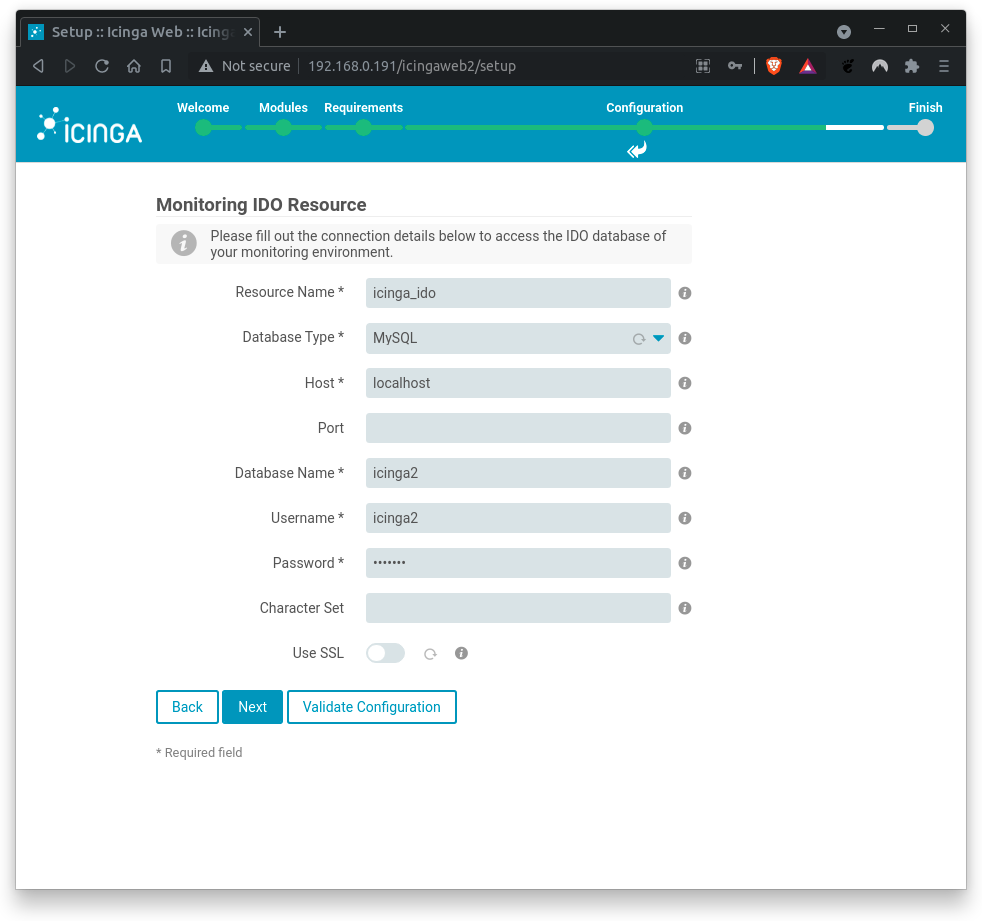 Setup :: Icinga Web :: Icing
Not secure
192.168.0.191/icingaweb2/setup
ICINGA
Welcome
Modules
Requirements
Configuration
Finish
Monitoring IDO Resource
Please fill out the connection details below to access the IDO database of
your monitoring environment.
Resource Name *
icinga_ido
Database Type *
MySQL
Host *
localhost
Port
Database Name *
icinga2
Username *
icinga2
Password *
•••••••
Character Set
Use SSL
Back
Next
Validate Configuration
* Required field